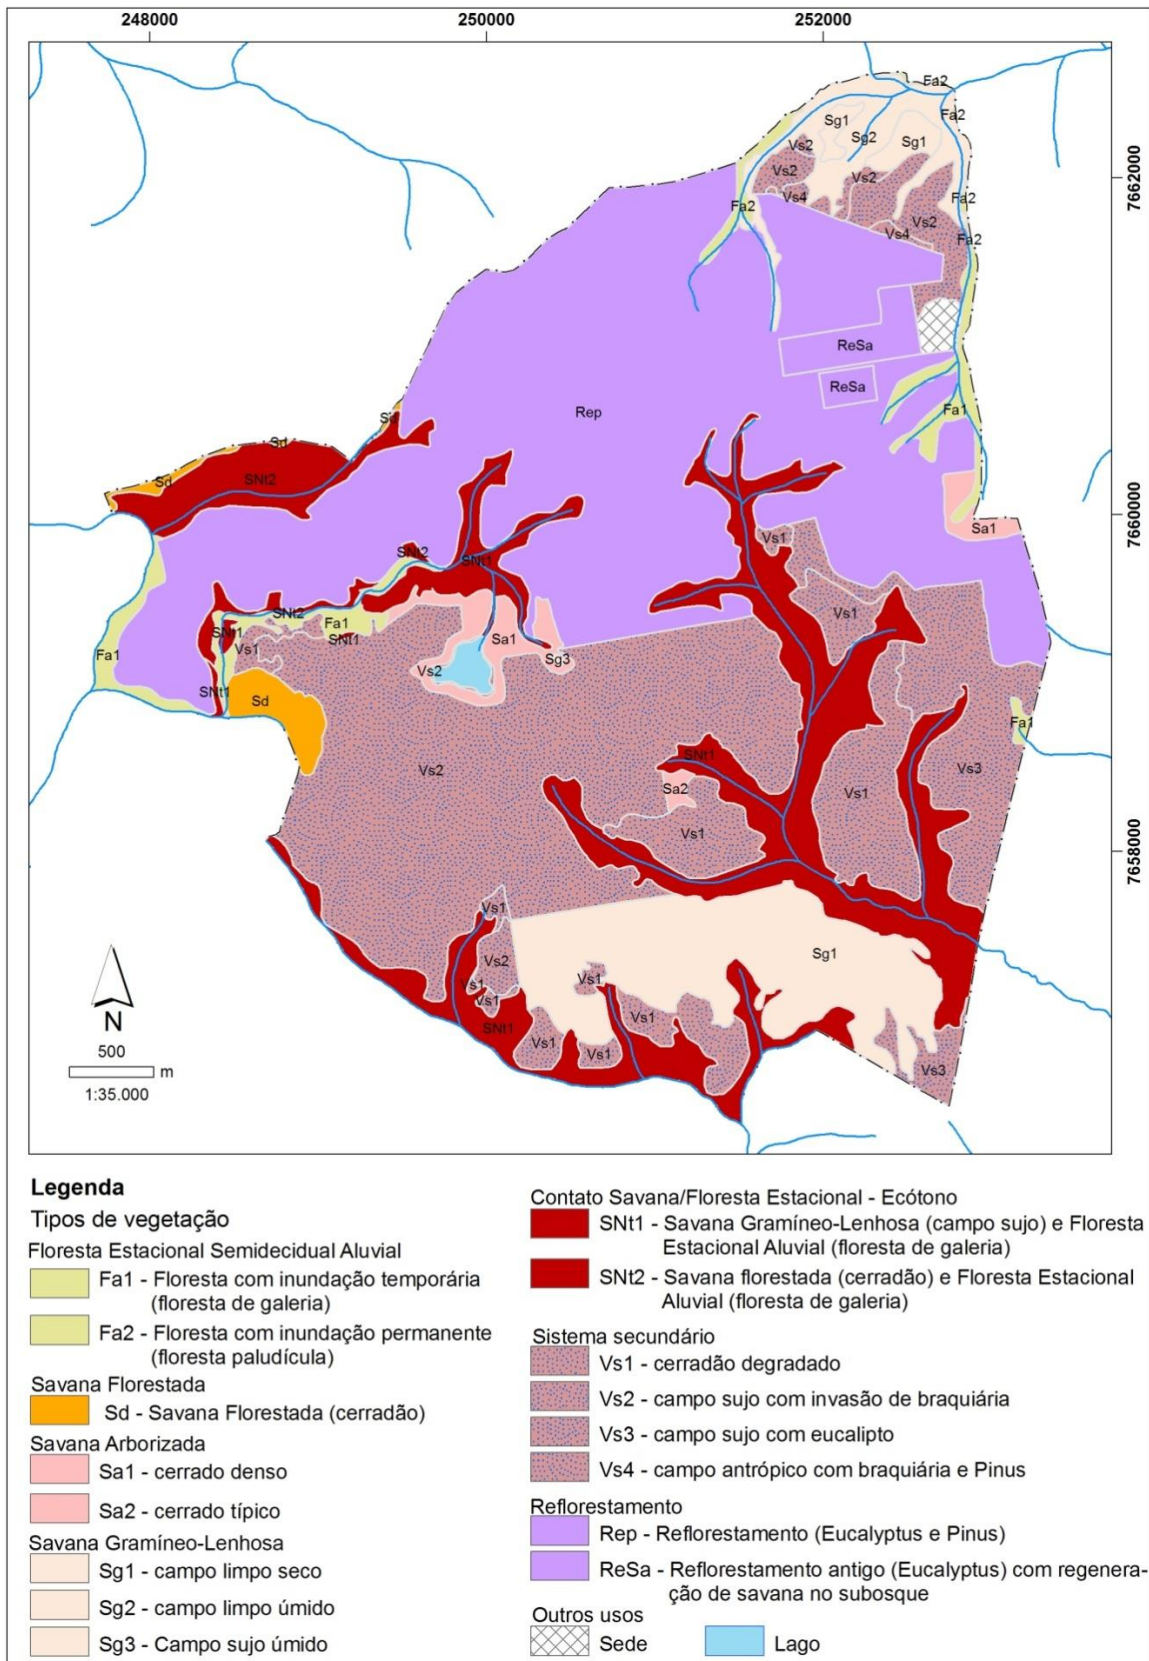 248000
250000
252000
7662000
7660000
7658000
Fa2
Fa2
Sg1
Sg2
Sg1
Vs2
Vs2
Vs2
Vs4
Fa2
Fa2
Vs2
Vs4
Fa2
ReSa
ReSa
Rep
Fa1
Sd
Sd
Sd
SNt2
Sa1
Vs1
SNt2
SNt1
SNt2
Fa1
SNt1
SNt1
Vs1
Sa1
Vs1
Fa1
Vs2
Sg3
SNt1
Sd
Fa1
SNt1
Vs2
Vs3
Sa2
Vs1
Vs1
Vs1
Vs2
Sg1
Vs1
Vs1
Vs1
Vs1
SNt1
Vs1
Vs1
Vs3
N
500
m
1:35.000
Legenda
Tipos de vegetação
Floresta Estacional Semidecidual Aluvial
Fa1 - Floresta com inundação temporária
(floresta de galeria)
Fa2 - Floresta com inundação permanente
(floresta paludícula)
Savana Florestada
Sd - Savana Florestada (cerradão)
Savana Arborizada
Sa1 - cerrado denso
Sa2 - cerrado típico
Savana Gramíneo-Lenhosa
Sg1 - campo limpo seco
Sg2 - campo limpo úmido
Sg3 - Campo sujo úmido
Contato Savana/Floresta Estacional - Ecótono
SNt1 - Savana Gramíneo-Lenhosa (campo sujo) e Floresta
Estacional Aluvial (floresta de galeria)
SNt2 - Savana florestada (cerradão) e Floresta Estacional
Aluvial (floresta de galeria)
Sistema secundário
Vs1 - cerradão degradado
Vs2 - campo sujo com invasão de braquiária
Vs3 - campo sujo com eucalipto
Vs4 - campo antrópico com braquiária e Pinus
Reflorestamento
Rep - Reflorestamento (Eucalyptus e Pinus)
ReSa - Reflorestamento antigo (Eucalyptus) com regenera-
ção de savana no subosque
Outros usos
Sede
Lago